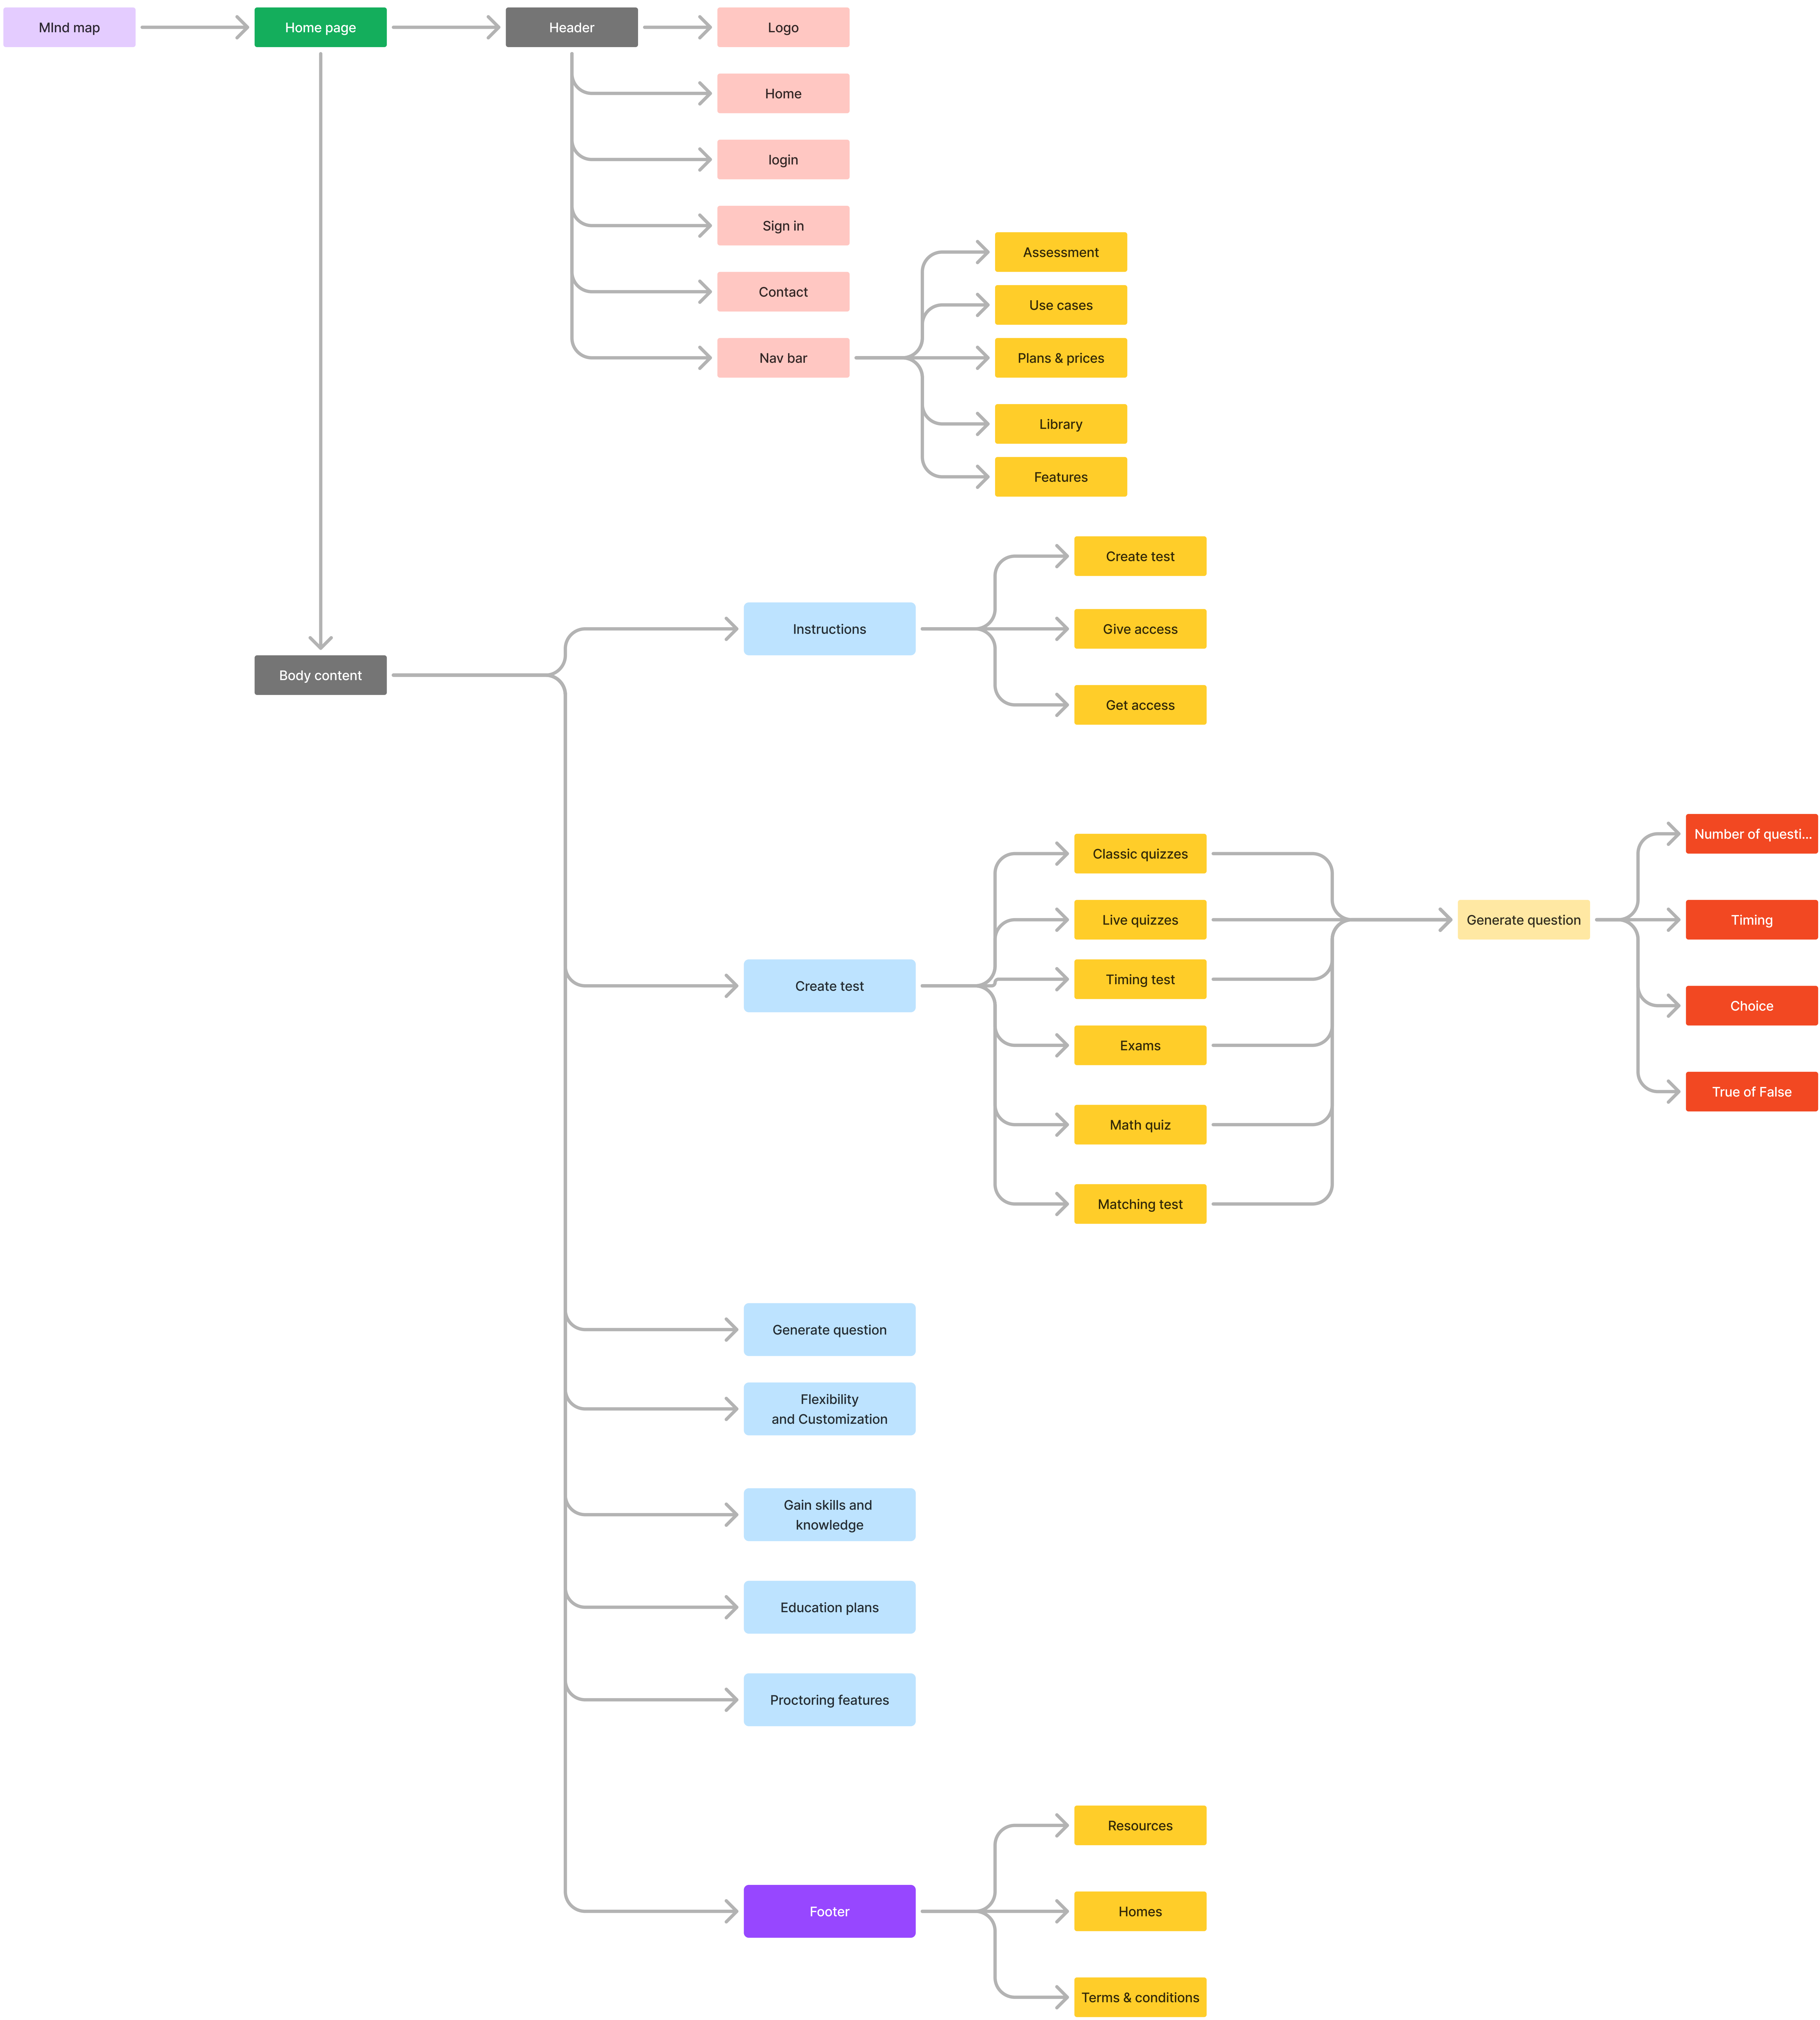 MInd map
Home page
Header
Logo
Home
login
Sign in
Contact
Nav bar
Assessment
Use cases
Plans & prices
Library
Features
Body content
Instructions
Create test
Give access
Get access
Create test
Classic quizzes
Live quizzes
Timing test
Exams
Math quiz
Matching test
Generate question
Number of questi...
Timing
Choice
True of False
Generate question
Flexibility
and Customization
Gain skills and
knowledge
Education plans
Proctoring features
Footer
Resources
Homes
Terms & conditions